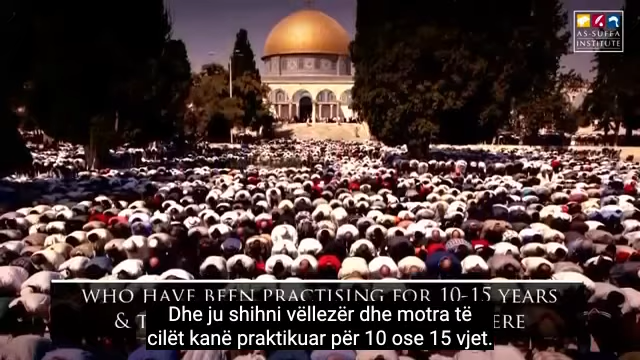 AS-SUFFA
INSTITUTE
WHO HAVE BEEN PRACTISING FOR 10-15 YEARS
Dhe ju shihni vëllezër dhe motra të
cilët kanë praktikuar për 10 ose 15 vjet.
&